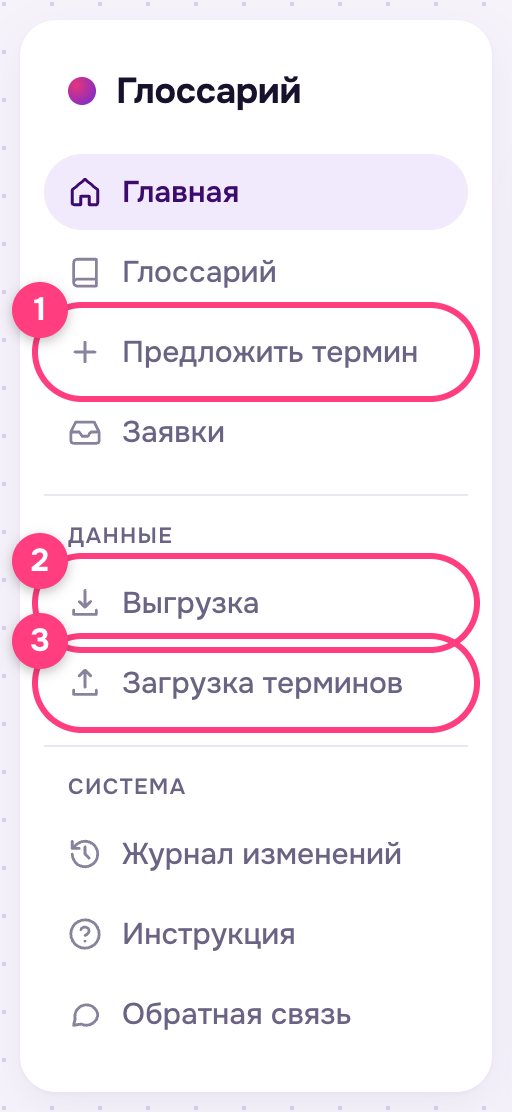 Глоссарий
Главная
Глоссарий
1
Предложить термин
Заявки
ДАННЫЕ
2
Выгрузка
3
Загрузка терминов
СИСТЕМА
Журнал изменений
Инструкция
Обратная связь